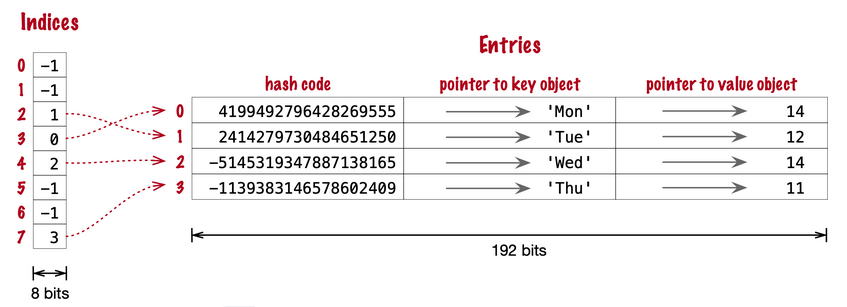 Indices
Entries
hash code pointer to key object pointer to value object
0 -1
1 -1
2 1
3 0
4 2
5 -1
6 -1
7 3
0 4199492796428269555 'Mon' 14
1 2414279730484651250 'Tue' 12
2 -5145319347887138165 'Wed' 14
3 -1139383146578602409 'Thu' 11
192 bits
8 bits